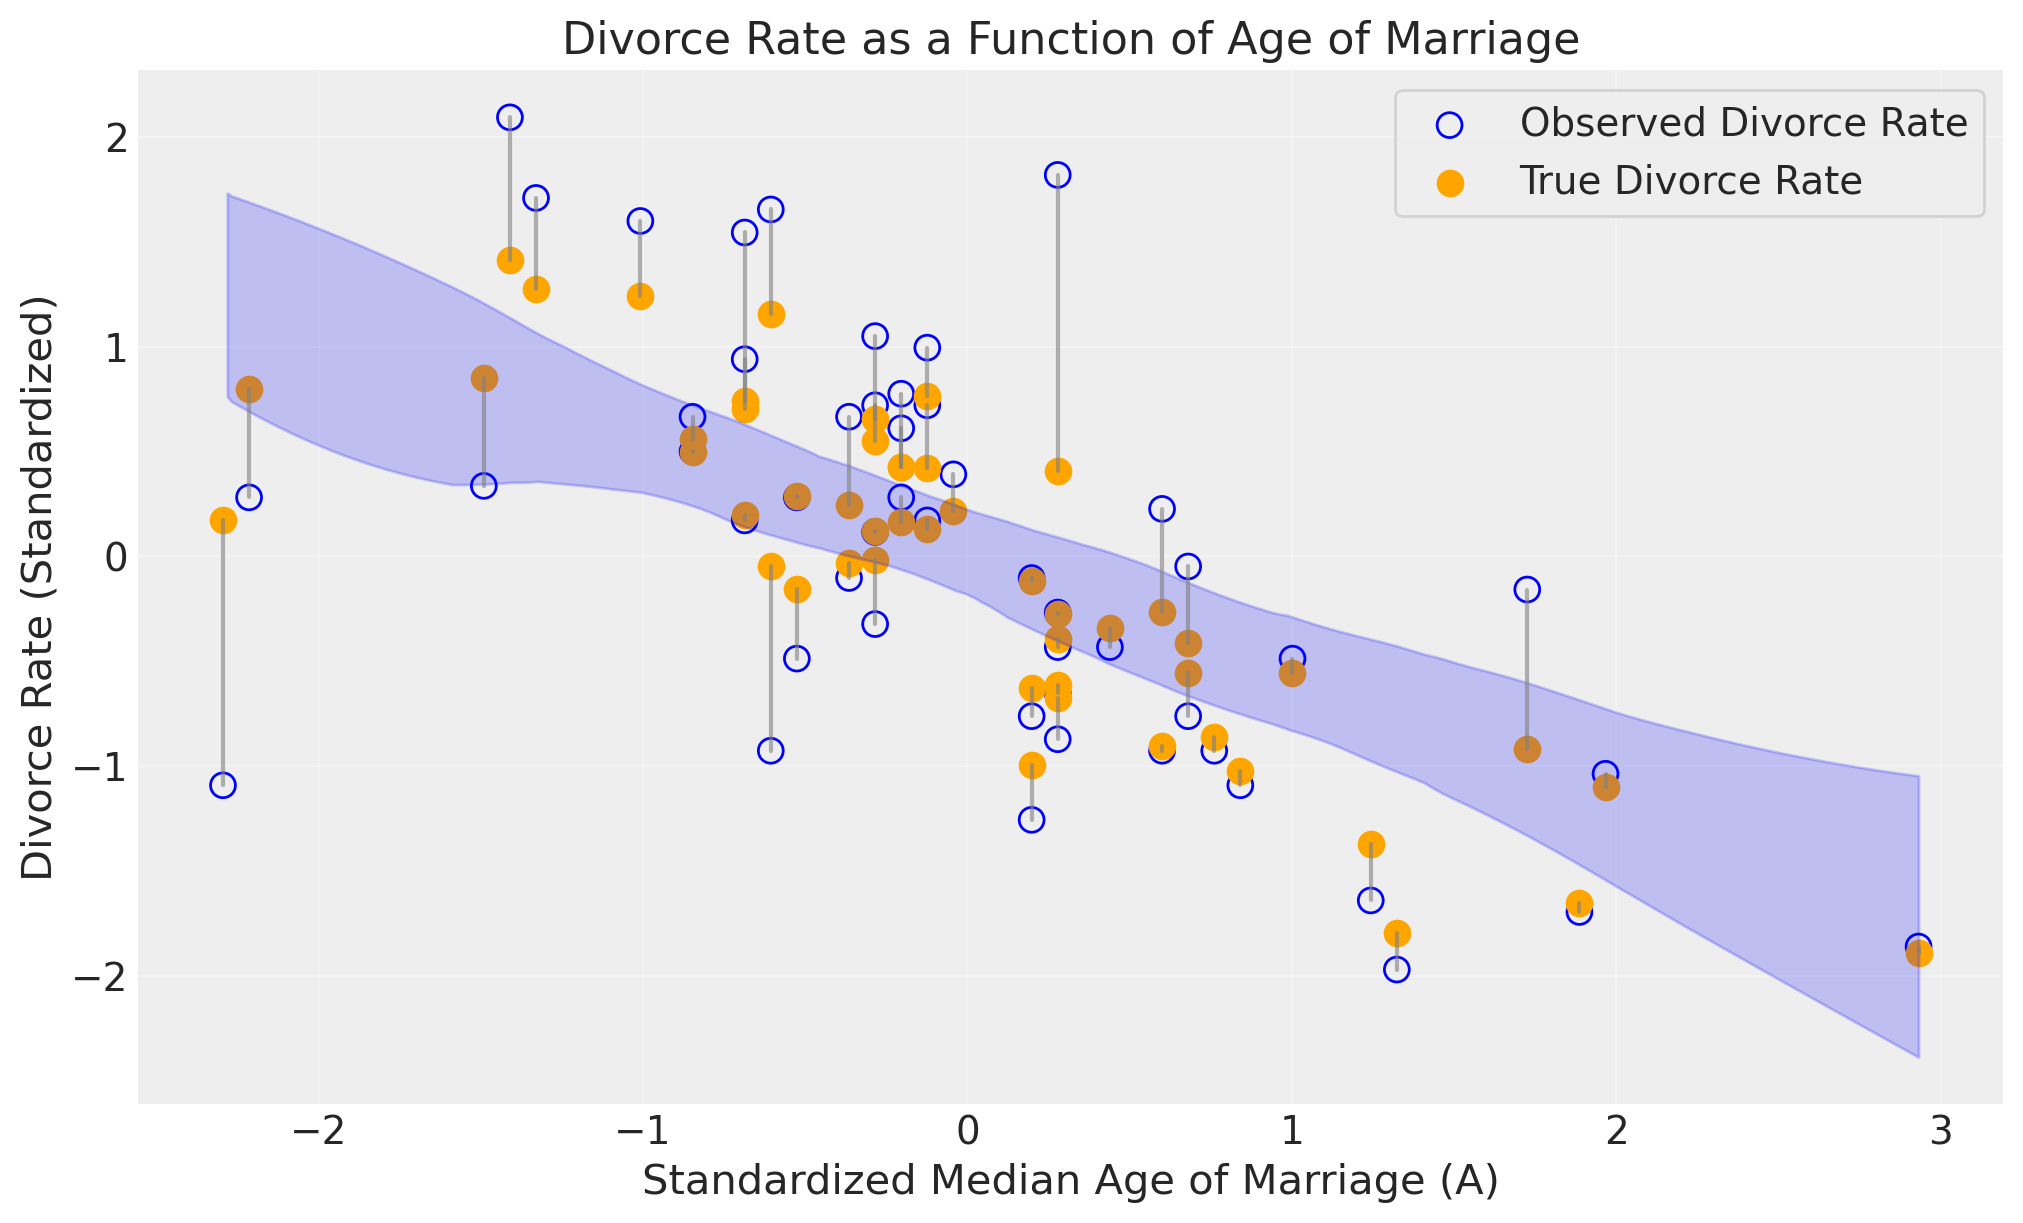 Divorce Rate as a Function of Age of Marriage
Observed Divorce Rate
True Divorce Rate
Divorce Rate (Standardized)
2
1
0
−1
−2
−2
−1
0
1
2
3
Standardized Median Age of Marriage (A)